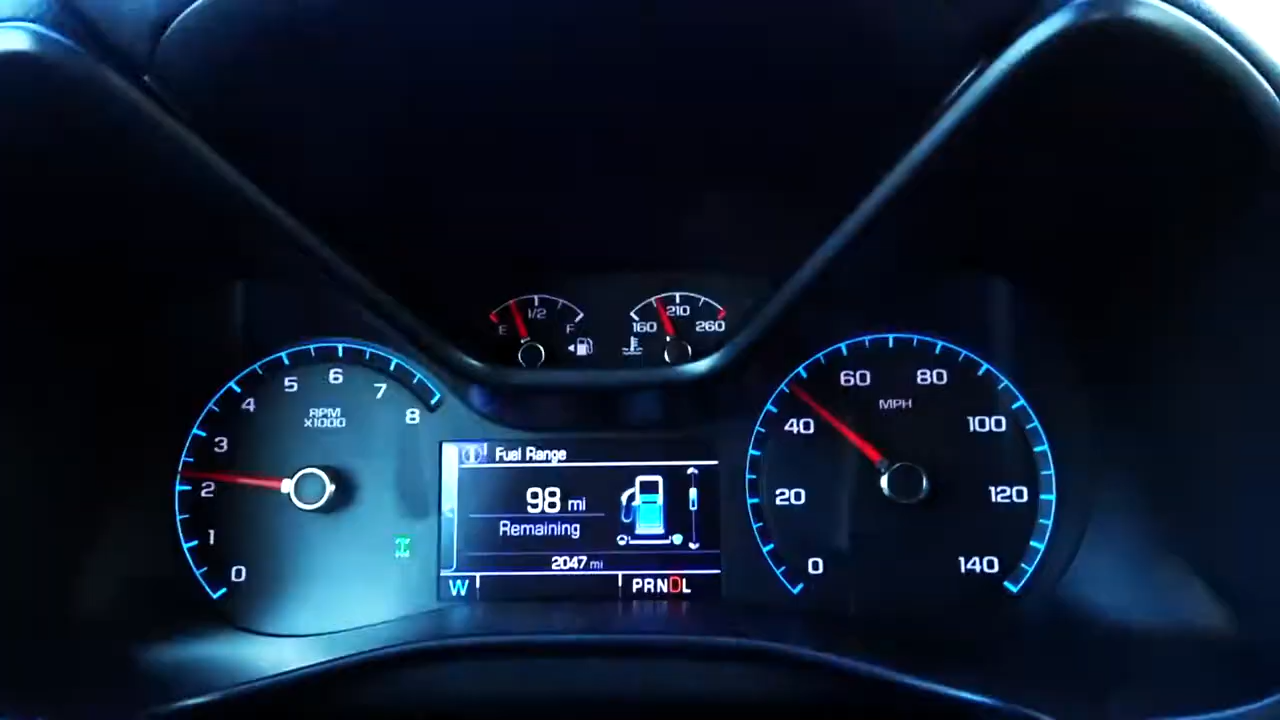 E 1/2 F
160 210 260
0 1 2 3 4 5 6 7 8
RPM
X1000
Fuel Range
98 mi
Remaining
2047 mi
W
PRNDL
0 20 40 60 80 100 120 140
MPH